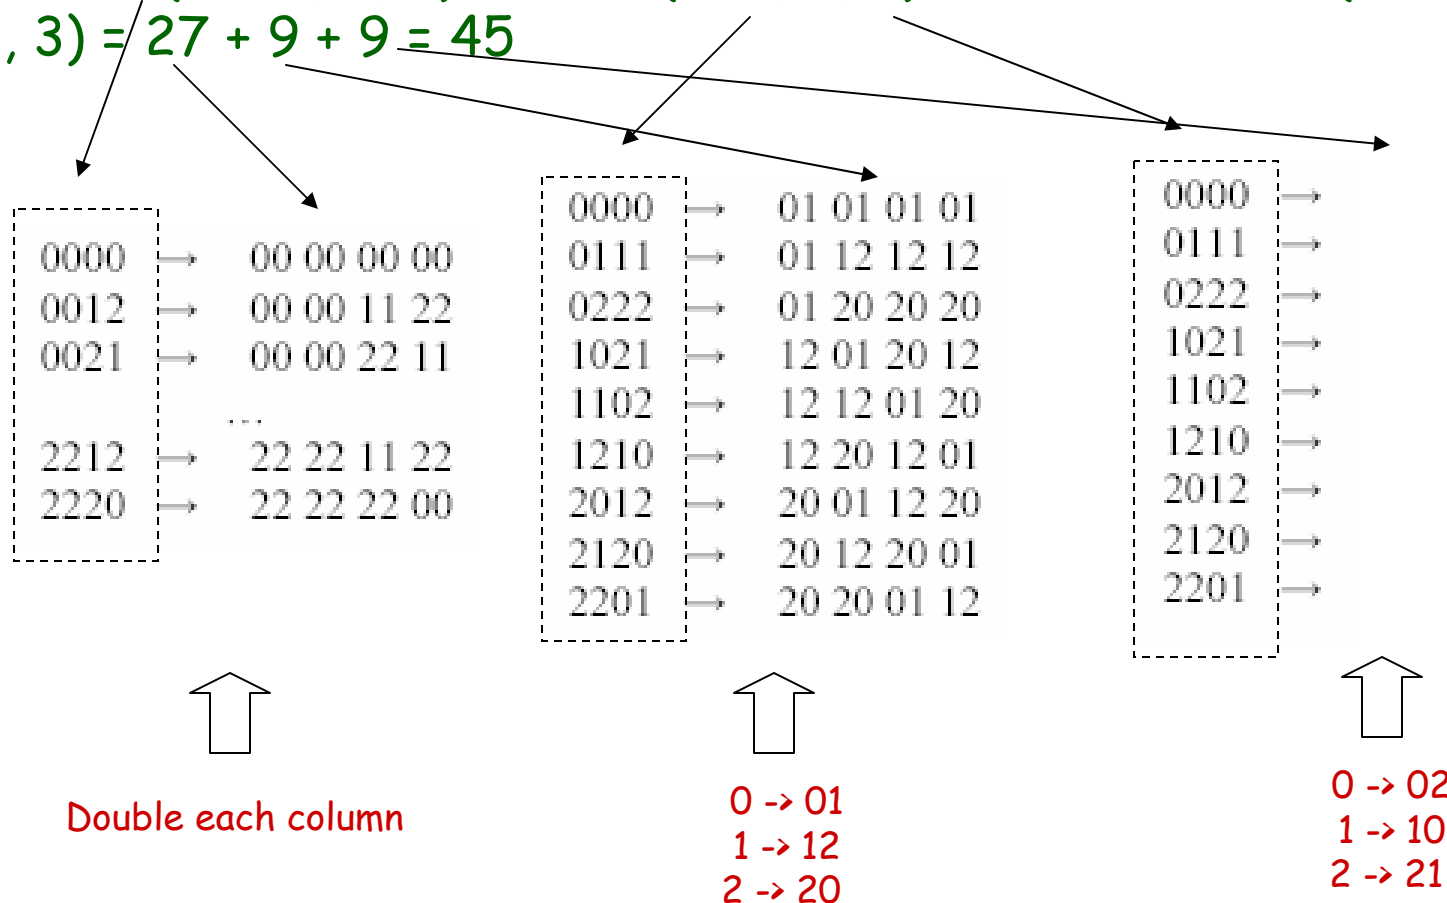 , 3) = 27 + 9 + 9 = 45
0000 → 00 00 00 00
0012 → 00 00 11 22
0021 → 00 00 22 11
...
2212 → 22 22 11 22
2220 → 22 22 22 00
Double each column
0000 → 01 01 01 01
0111 → 01 12 12 12
0222 → 01 20 20 20
1021 → 12 01 20 12
1102 → 12 12 01 20
1210 → 12 20 12 01
2012 → 20 01 12 20
2120 → 20 12 20 01
2201 → 20 20 01 12
0 -> 01
1 -> 12
2 -> 20
0000 →
0111 →
0222 →
1021 →
1102 →
1210 →
2012 →
2120 →
2201 →
0 -> 02
1 -> 10
2 -> 21